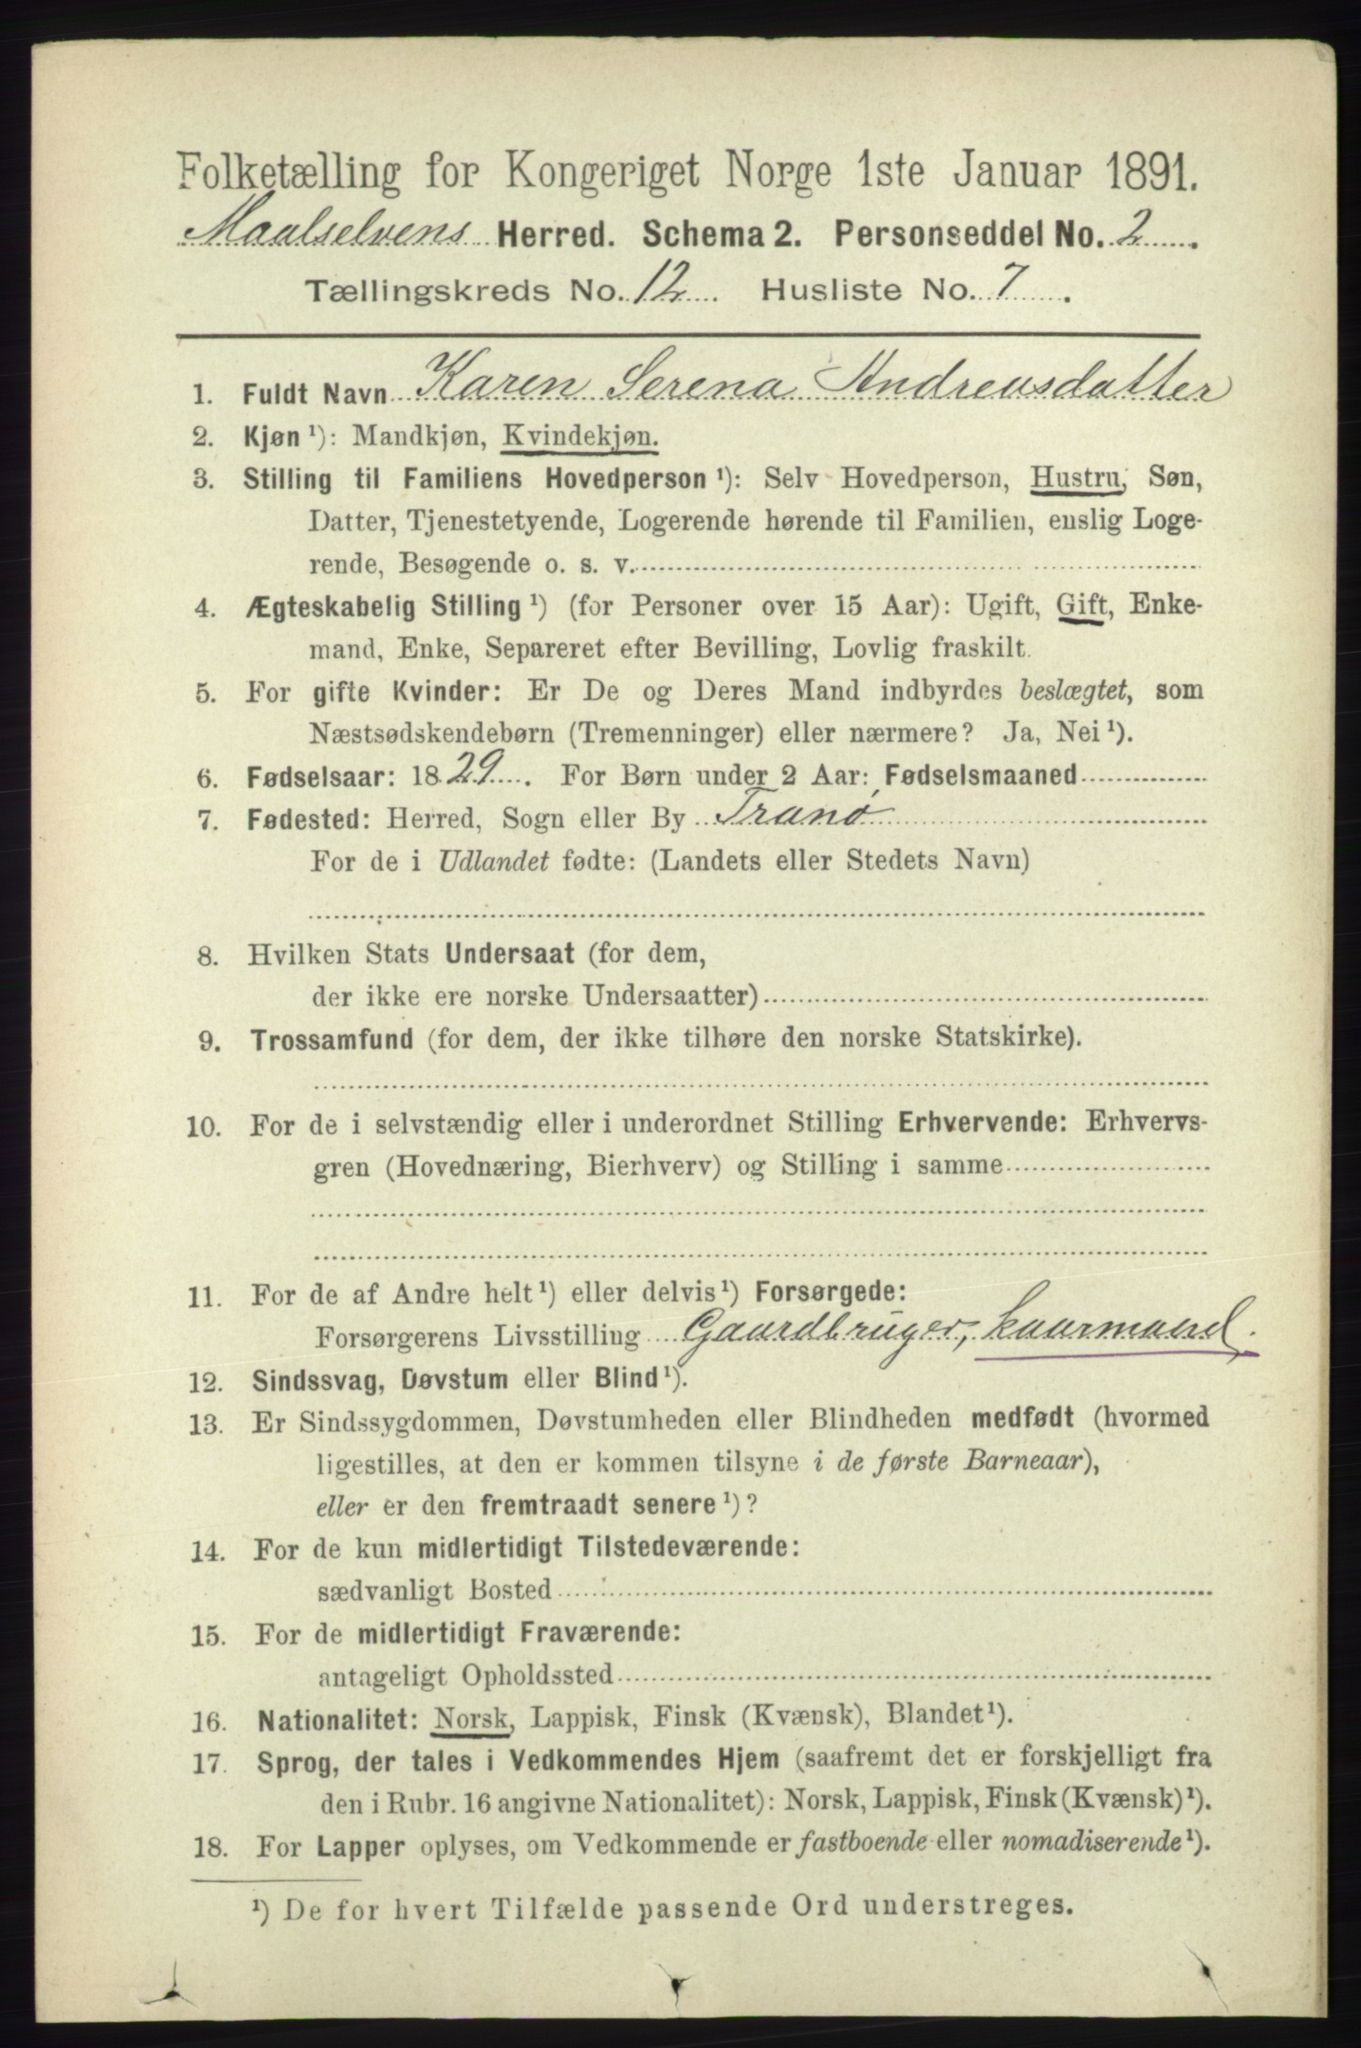 Folketælling for Kongeriget Norge 1ste Januar 1891.
Maalselvens Herred. Schema 2. Personseddel No. 2
Tællingskreds No. 12 Husliste No. 7
1. Fuldt Navn Karen Serena Andreasdatter
2. Kjøn ¹): Mandkjøn, Kvindekjøn.
3. Stilling til Familiens Hovedperson ¹): Selv Hovedperson, Hustru, Søn,
Datter, Tjenestetyende, Logerende hørende til Familien, enslig Loge-
rende, Besøgende o. s. v.
4. Ægteskabelig Stilling ¹) (for Personer over 15 Aar): Ugift, Gift, Enke-
mand, Enke, Separeret efter Bevilling, Lovlig fraskilt.
5. For gifte Kvinder: Er De og Deres Mand indbyrdes beslægtet, som
Næstsødskendebørn (Tremenninger) eller nærmere? Ja, Nei ¹).
6. Fødselsaar: 1829. For Børn under 2 Aar: Fødselsmaaned
7. Fødested: Herred, Sogn eller By Tranø
For de i Udlandet fødte: (Landets eller Stedets Navn)
8. Hvilken Stats Undersaat (for dem,
der ikke ere norske Undersaatter)
9. Trossamfund (for dem, der ikke tilhøre den norske Statskirke).
10. For de i selvstændig eller i underordnet Stilling Erhvervende: Erhvervs-
gren (Hovednæring, Bierhverv) og Stilling i samme
11. For de af Andre helt ¹) eller delvis ¹) Forsørgede:
Forsørgerens Livsstilling Gaardbruger, kaarmand.
12. Sindssvag, Døvstum eller Blind ¹).
13. Er Sindssygdommen, Døvstumheden eller Blindheden medfødt (hvormed
ligestilles, at den er kommen tilsyne i de første Barneaar),
eller er den fremtraadt senere ¹)?
14. For de kun midlertidigt Tilstedeværende:
sædvanligt Bosted
15. For de midlertidigt Fraværende:
antageligt Opholdssted
16. Nationalitet: Norsk, Lappisk, Finsk (Kvænsk), Blandet ¹).
17. Sprog, der tales i Vedkommendes Hjem (saafremt det er forskjelligt fra
den i Rubr. 16 angivne Nationalitet): Norsk, Lappisk, Finsk (Kvænsk) ¹).
18. For Lapper oplyses, om Vedkommende er fastboende eller nomadiserende ¹).
¹) De for hvert Tilfælde passende Ord understreges.